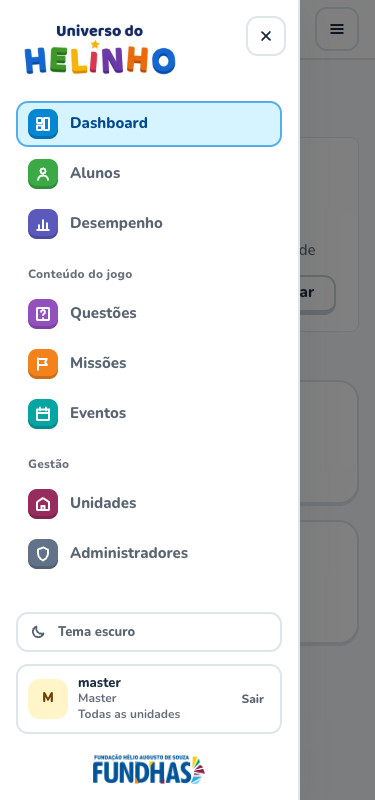 Universo do
HELINHO
Dashboard
Alunos
Desempenho
de
Conteúdo do jogo
ar
Questões
Missões
Eventos
Gestão
Unidades
Administradores
Tema escuro
M
master
Master
Todas as unidades
Sair
FUNDAÇÃO HÉLIO AUGUSTO DE SOUZA
FUNDHAS